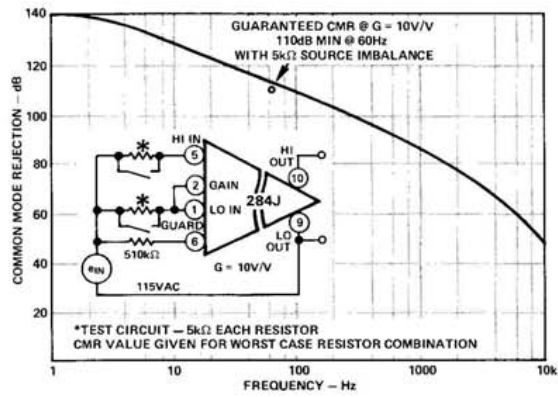 GUARANTEED CMR @ G = 10V/V
110dB MIN @ 60Hz
WITH 5kΩ SOURCE IMBALANCE
140
120
100
80
60
40
20
COMMON MODE REJECTION – dB
*
HI IN
5
2
GAIN
*
1
LO IN
GUARD
6
510kΩ
eIN
284J
HI
OUT
10
9
LO
OUT
G = 10V/V
115VAC
*TEST CIRCUIT – 5kΩ EACH RESISTOR
CMR VALUE GIVEN FOR WORST CASE RESISTOR COMBINATION
1
10
100
1000
10k
FREQUENCY – Hz